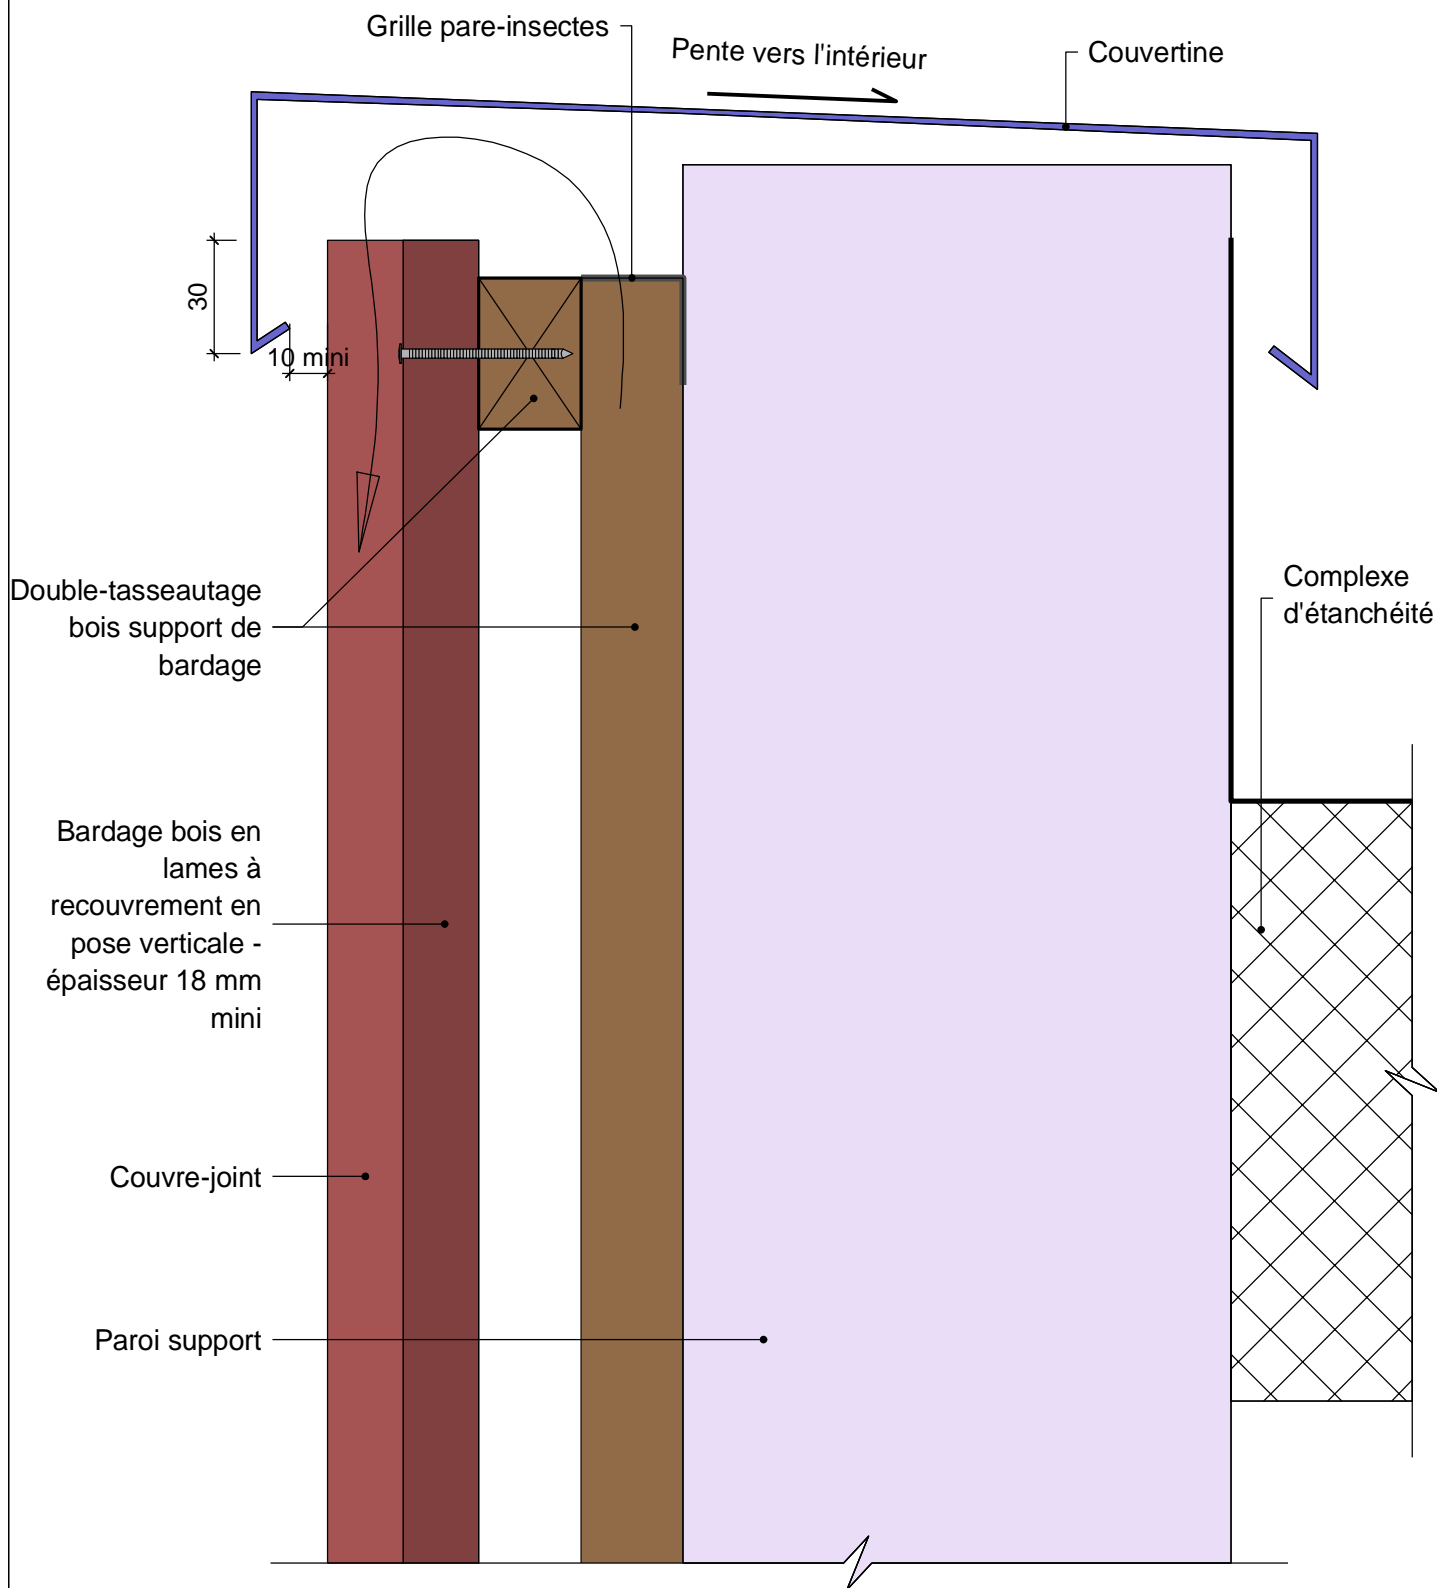 Grille pare-insectes
Pente vers l'intérieur
Couvertine
30
10 mini
Double-tasseautage
bois support de
bardage
Complexe
d'étanchéité
Bardage bois en
lames à
recouvrement en
pose verticale -
épaisseur 18 mm
mini
Couvre-joint
Paroi support